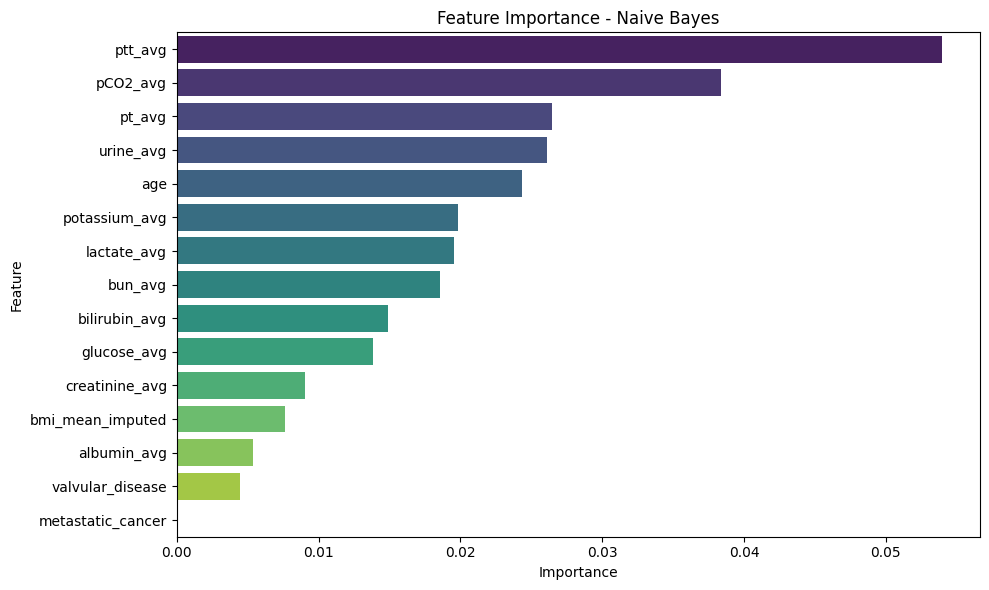 Feature Importance - Naive Bayes
ptt_avg
pCO2_avg
pt_avg
urine_avg
age
potassium_avg
lactate_avg
bun_avg
bilirubin_avg
glucose_avg
creatinine_avg
bmi_mean_imputed
albumin_avg
valvular_disease
metastatic_cancer
Feature
0.00 0.01 0.02 0.03 0.04 0.05
Importance